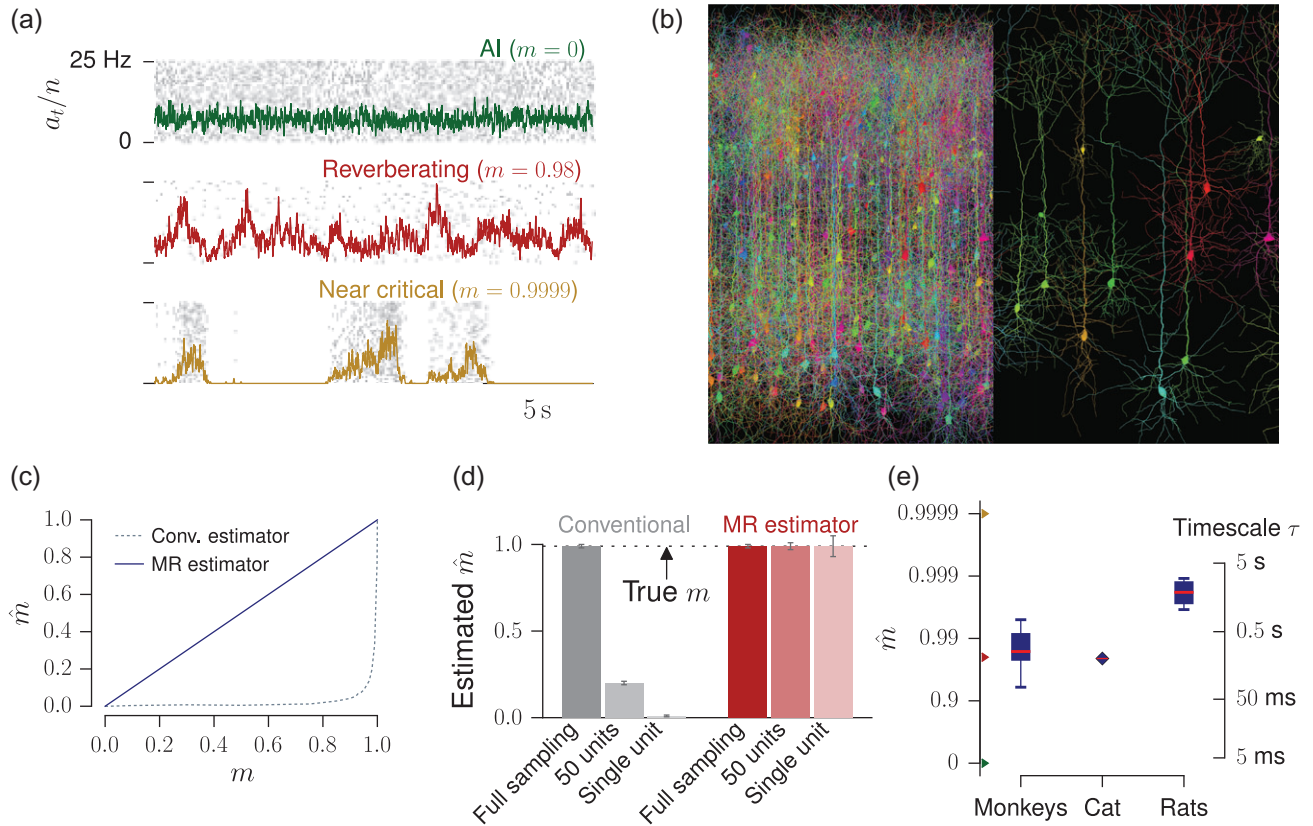 (a)
AI (m = 0)
25 Hz
a_t/n
0
Reverberating (m = 0.98)
Near critical (m = 0.9999)
5 s
(b)
(c)
1.0
0.8
0.6
0.4
0.2
0.0
m̂
Conv. estimator
MR estimator
0.0 0.2 0.4 0.6 0.8 1.0
m
(d)
Conventional
MR estimator
True m
Estimated m̂
1.0
0.5
0.0
Full sampling
50 units
Single unit
Full sampling
50 units
Single unit
(e)
0.9999
0.999
0.99
0.9
0
m̂
Timescale τ
5 s
0.5 s
50 ms
5 ms
Monkeys Cat Rats